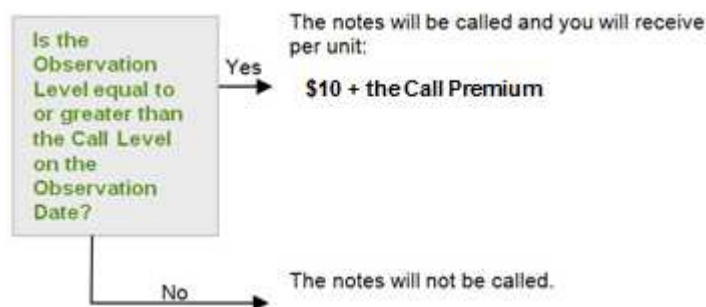 Is the
Observation
Level equal to
or greater than
the Call Level
on the
Observation
Date?
Yes
The notes will be called and you will receive
per unit:
$10 + the Call Premium
No
The notes will not be called.